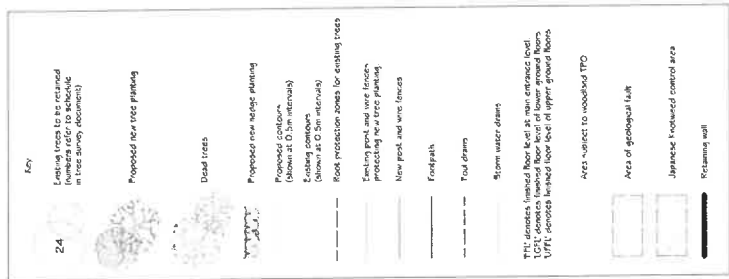 Key
24
Existing trees to be retained
(numbers refer to schedule
in tree survey document)
Proposed new tree planting
Dead trees
Proposed new hedge planting
Proposed contours
(shown at 0.5m intervals)
Existing contours
(shown at 0.5m intervals)
Root protection zones for existing trees
Existing post and wire fences
protecting new tree planting
New post and wire fences
Footpath
Foul drains
Storm water drains
'FFL' denotes finished floor level at main entrance level.
'LGFL' denotes finished floor level of lower ground floors
'UFFL' denotes finished floor level of upper ground floors
Area subject to woodland TPO
Area of geological fault
Japanese Knotweed control area
Retaining wall